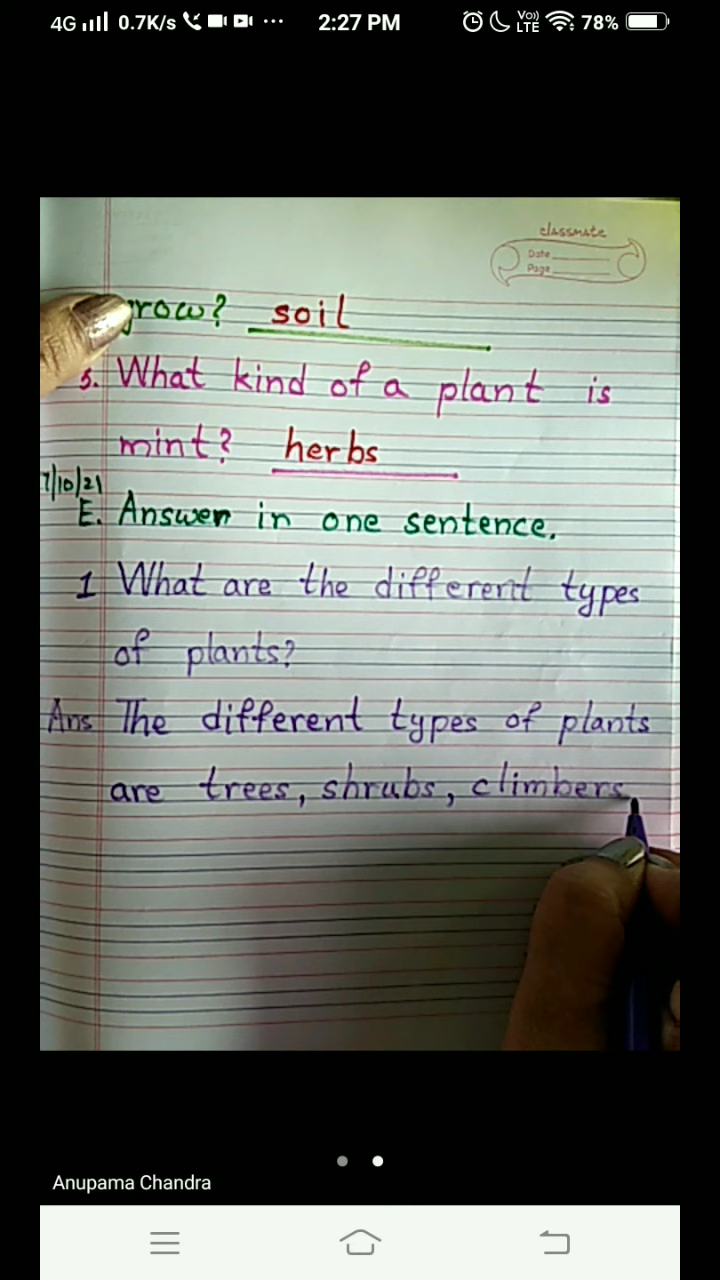 4G 0.7K/s ... 2:27 PM Vo) LTE 78%
classmate
Date
Page
grow? soil
5. What kind of a plant is
mint? herbs
7/10/21
E. Answer in one sentence.
1 What are the different types
of plants?
Ans The different types of plants
are trees, shrubs, climbers,
Anupama Chandra